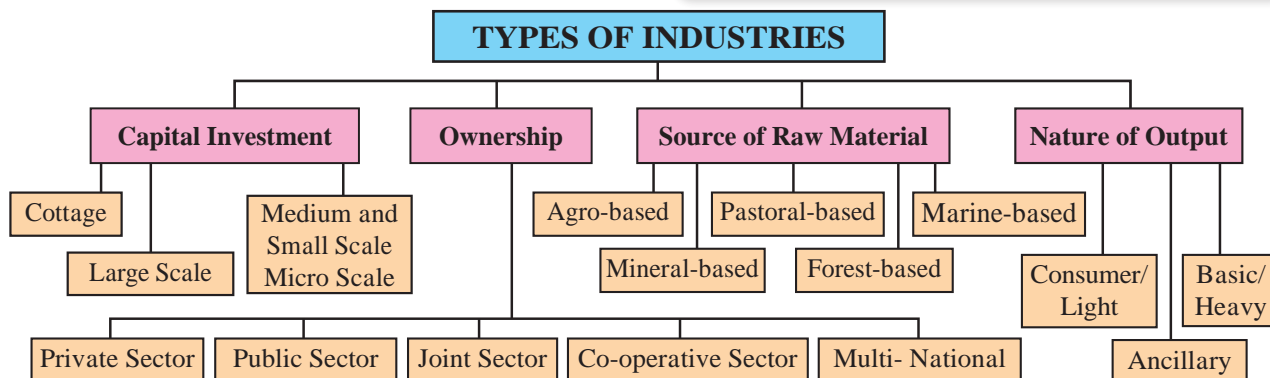 TYPES OF INDUSTRIES
Capital Investment
Ownership
Source of Raw Material
Nature of Output
Cottage
Large Scale
Medium and
Small Scale
Micro Scale
Agro-based
Mineral-based
Pastoral-based
Forest-based
Marine-based
Consumer/
Light
Ancillary
Basic/
Heavy
Private Sector
Public Sector
Joint Sector
Co-operative Sector
Multi- National